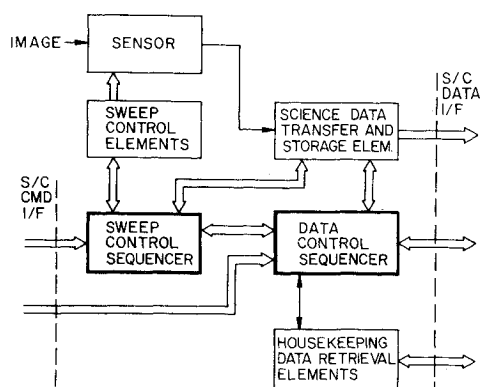 IMAGE
SENSOR
S/C
DATA
I/F
SWEEP
CONTROL
ELEMENTS
SCIENCE DATA
TRANSFER AND
STORAGE ELEM.
S/C
CMD
I/F
SWEEP
CONTROL
SEQUENCER
DATA
CONTROL
SEQUENCER
HOUSEKEEPING
DATA RETRIEVAL
ELEMENTS